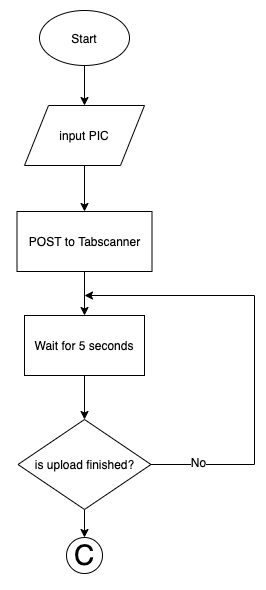 Start
input PIC
POST to Tabscanner
Wait for 5 seconds
is upload finished?
No
C